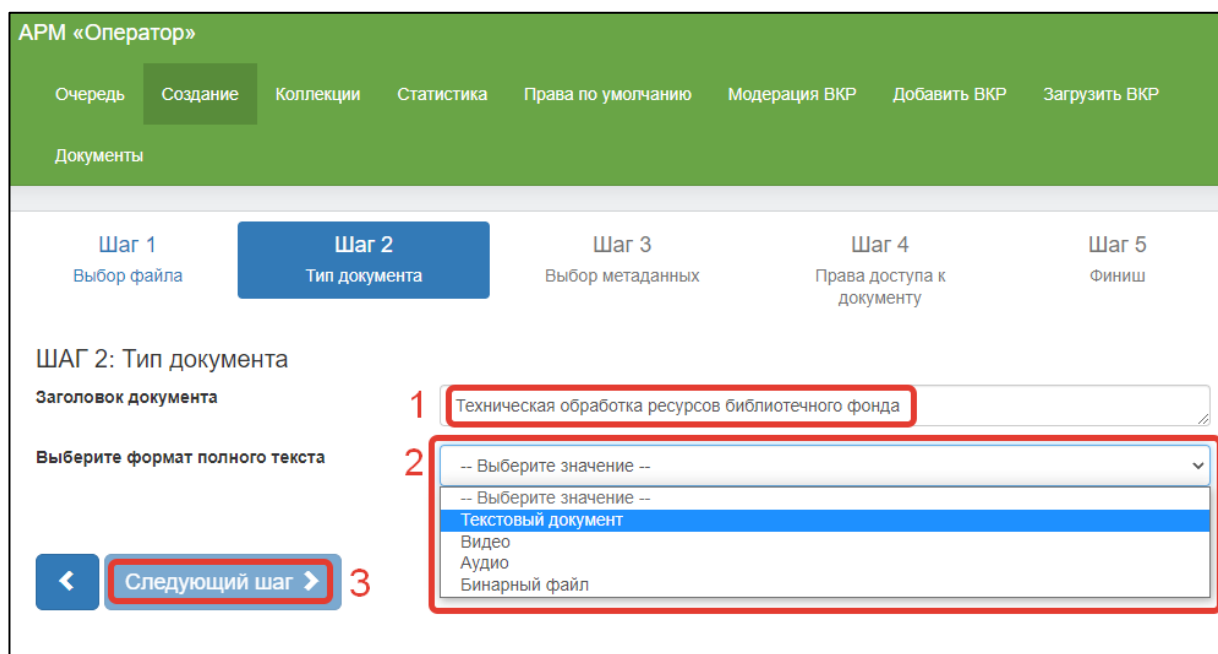 АРМ «Оператор»
Очередь Создание Коллекции Статистика Права по умолчанию Модерация ВКР Добавить ВКР Загрузить ВКР
Документы
Шаг 1 Шаг 2 Шаг 3 Шаг 4 Шаг 5
Выбор файла Тип документа Выбор метаданных Права доступа к Финиш
документу
ШАГ 2: Тип документа
Заголовок документа 1 Техническая обработка ресурсов библиотечного фонда
Выберите формат полного текста 2 -- Выберите значение --
-- Выберите значение --
Текстовый документ
Видео
Аудио
Бинарный файл
Следующий шаг 3